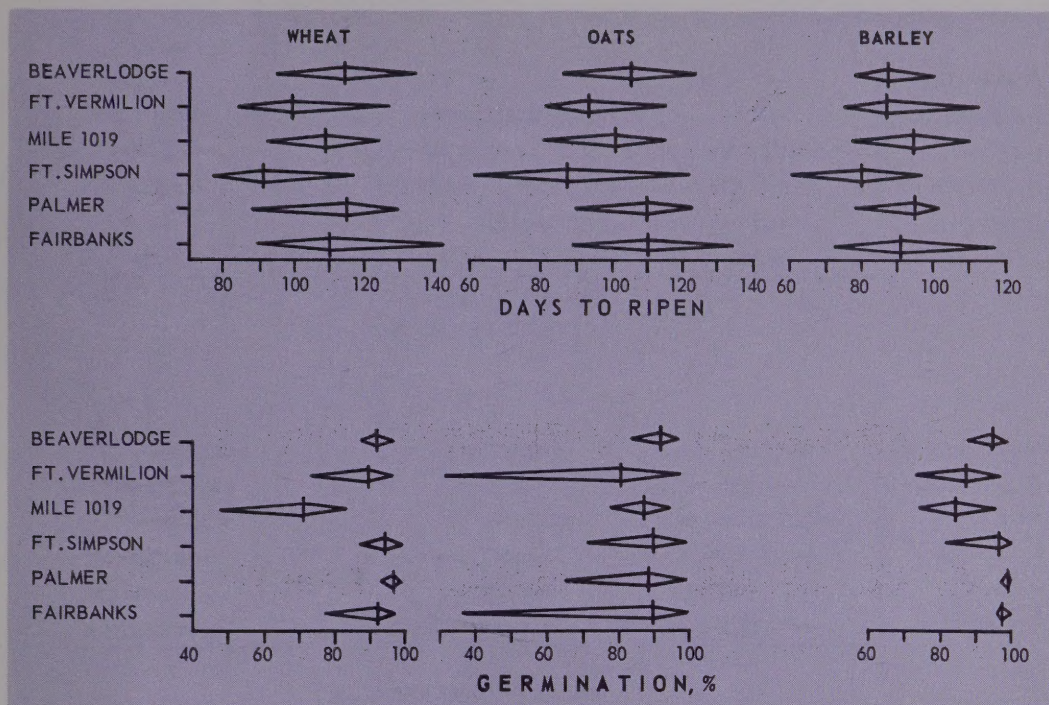 WHEAT OATS BARLEY
BEAVERLODGE
FT. VERMILION
MILE 1019
FT. SIMPSON
PALMER
FAIRBANKS
80 100 120 140 60 80 100 120 140 60 80 100 120
DAYS TO RIPEN
BEAVERLODGE
FT. VERMILION
MILE 1019
FT. SIMPSON
PALMER
FAIRBANKS
40 60 80 100 40 60 80 100 60 80 100
GERMINATION, %